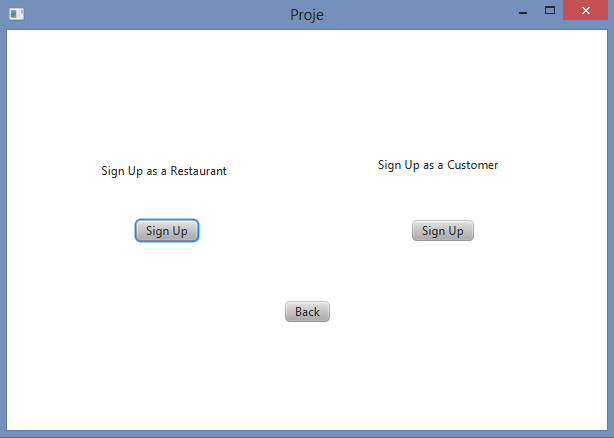 Proje
Sign Up as a Restaurant
Sign Up as a Customer
Sign Up
Sign Up
Back